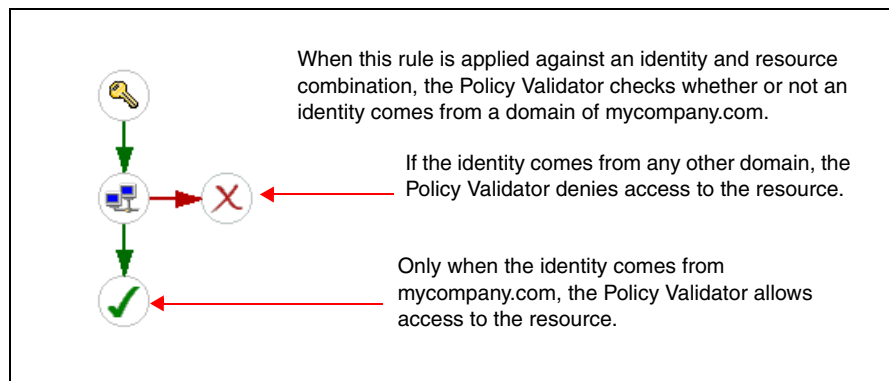 When this rule is applied against an identity and resource
combination, the Policy Validator checks whether or not an
identity comes from a domain of mycompany.com.
If the identity comes from any other domain, the
Policy Validator denies access to the resource.
Only when the identity comes from
mycompany.com, the Policy Validator allows
access to the resource.